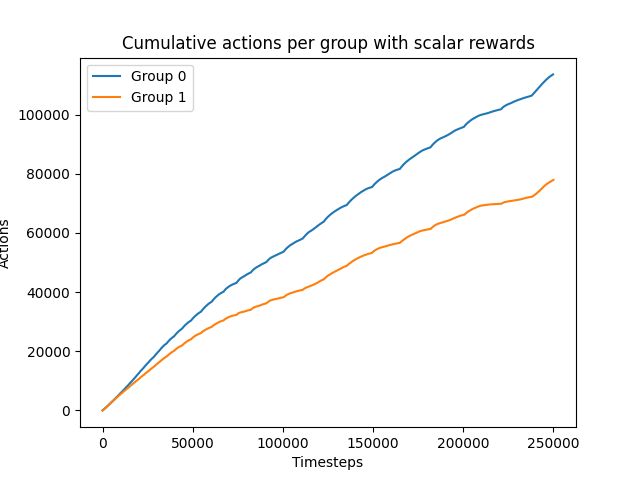 Cumulative actions per group with scalar rewards
Group 0
Group 1
100000
80000
60000
40000
20000
0
Actions
0 50000 100000 150000 200000 250000
Timesteps